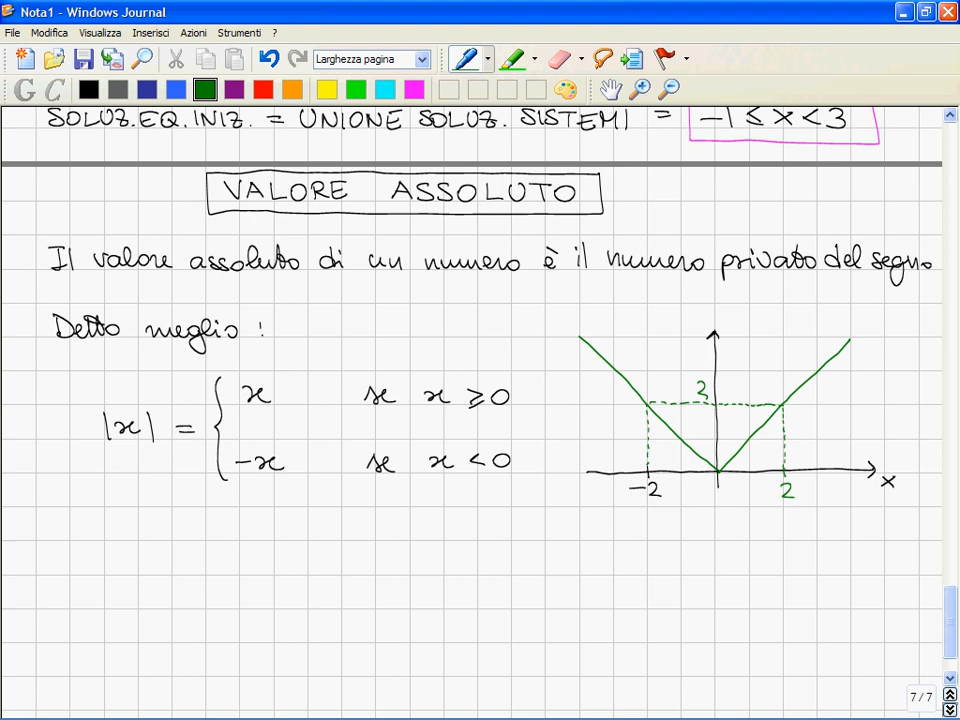 Nota1 - Windows Journal
File Modifica Visualizza Inserisci Azioni Strumenti ?
Larghezza pagina
G C
SOLUZ.EQ.INIZ. = UNIONE SOLUZ. SISTEMI = -1 ≤ x < 3
VALORE ASSOLUTO
Il valore assoluto di un numero è il numero privato del segno
Detto meglio:
|x| = { x se x ≥ 0
-x se x < 0
2
-2 2 x
7 / 7